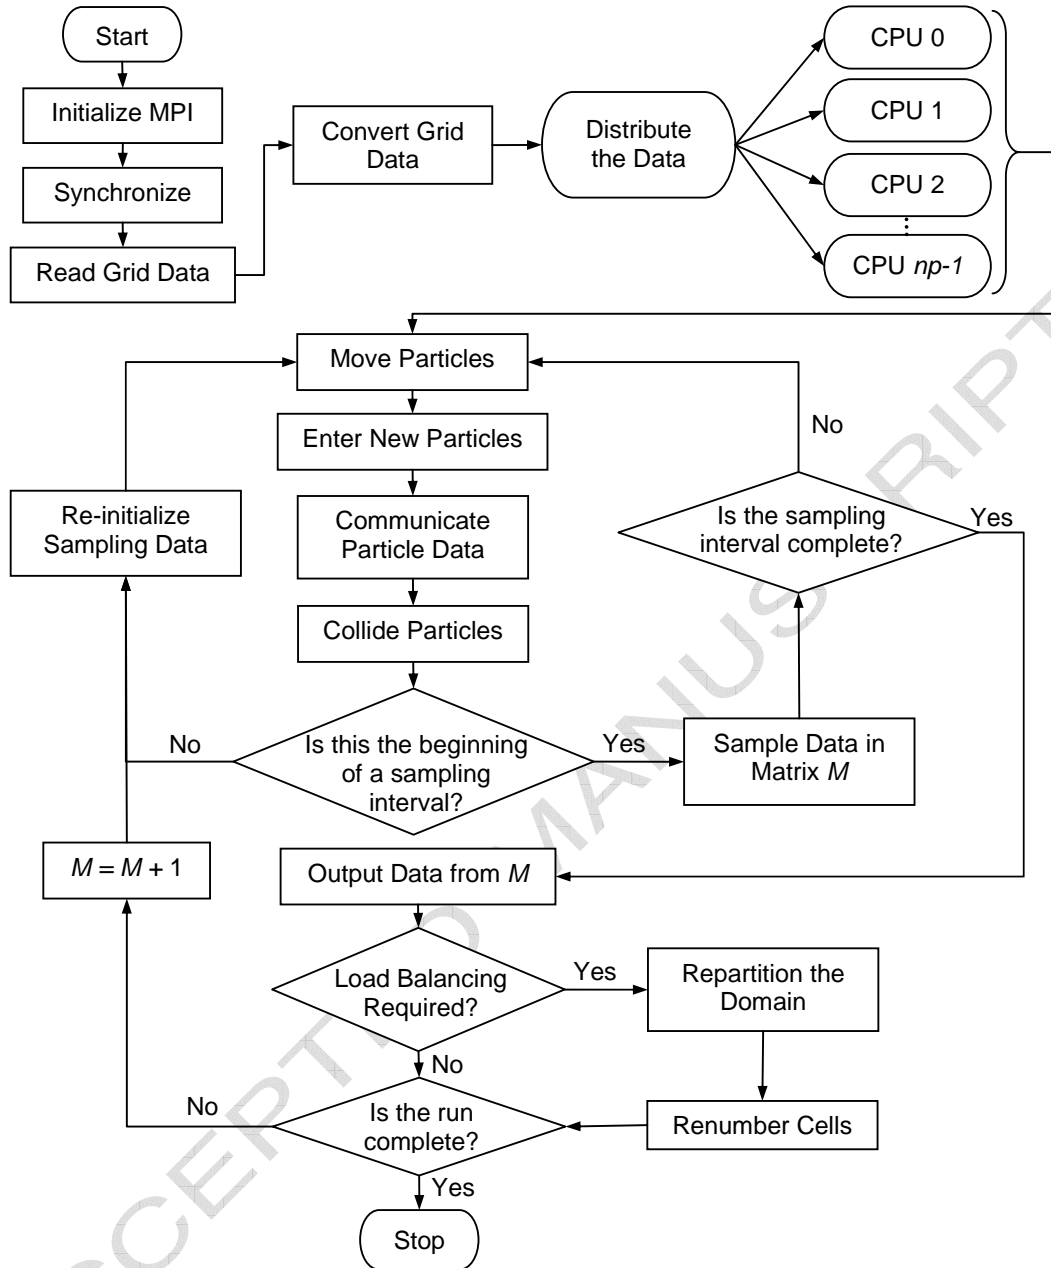 Start
Initialize MPI
Synchronize
Read Grid Data
Convert Grid
Data
Distribute
the Data
CPU 0
CPU 1
CPU 2
CPU np-1
Move Particles
Enter New Particles
Communicate
Particle Data
Collide Particles
Is this the beginning
of a sampling
interval?
No
Yes
Re-initialize
Sampling Data
Sample Data in
Matrix M
Is the sampling
interval complete?
No
Yes
Output Data from M
M = M + 1
Load Balancing
Required?
Yes
No
Repartition the
Domain
Renumber Cells
Is the run
complete?
No
Yes
Stop